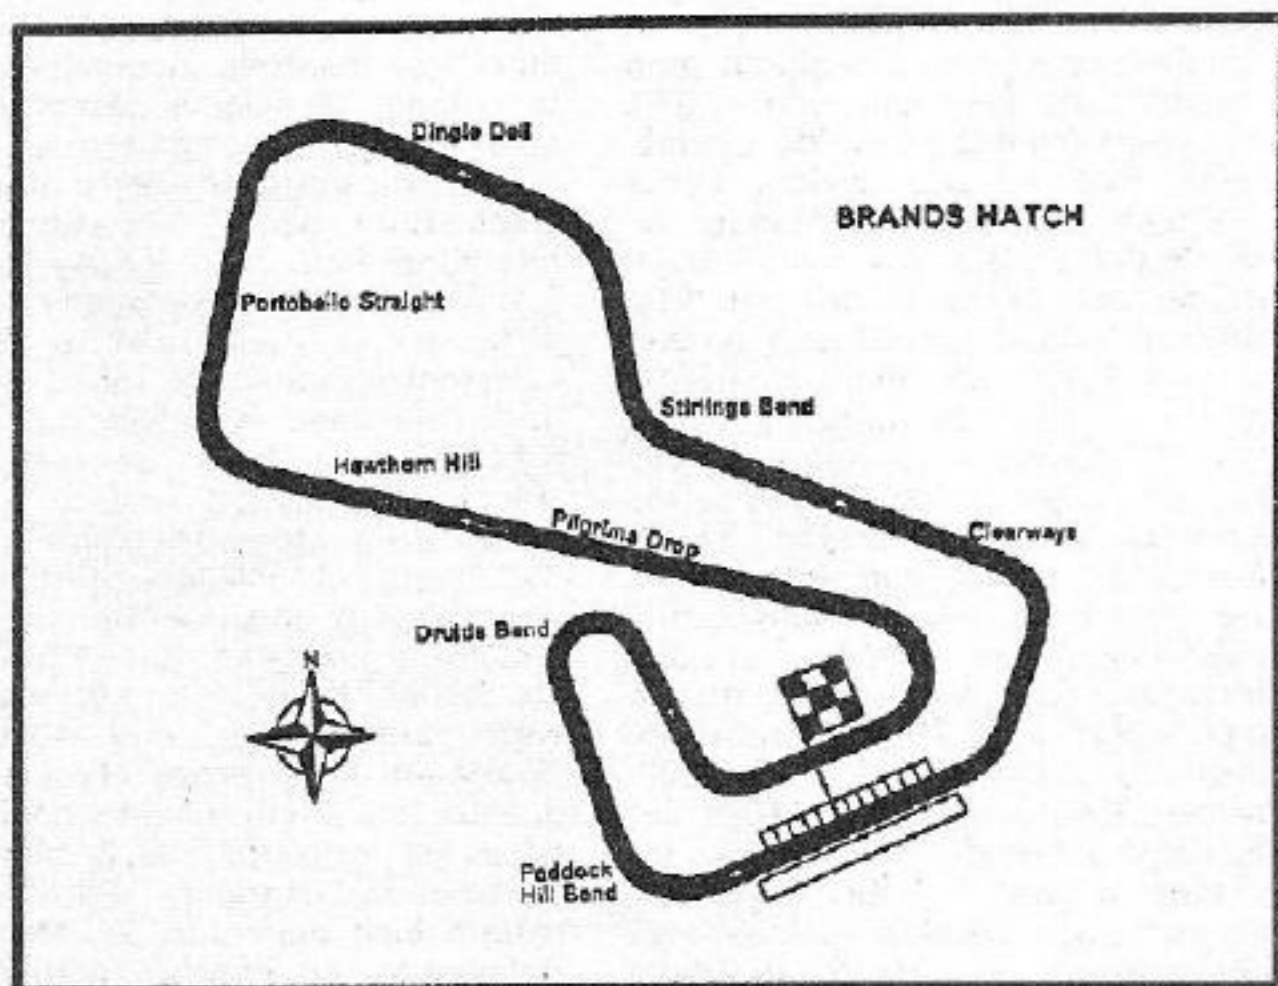 Dingle Dell
BRANDS HATCH
Portobello Straight
Stirlings Bend
Hawthorn Hill
Pilgrims Drop
Clearways
Druids Bend
N
Paddock
Hill Bend